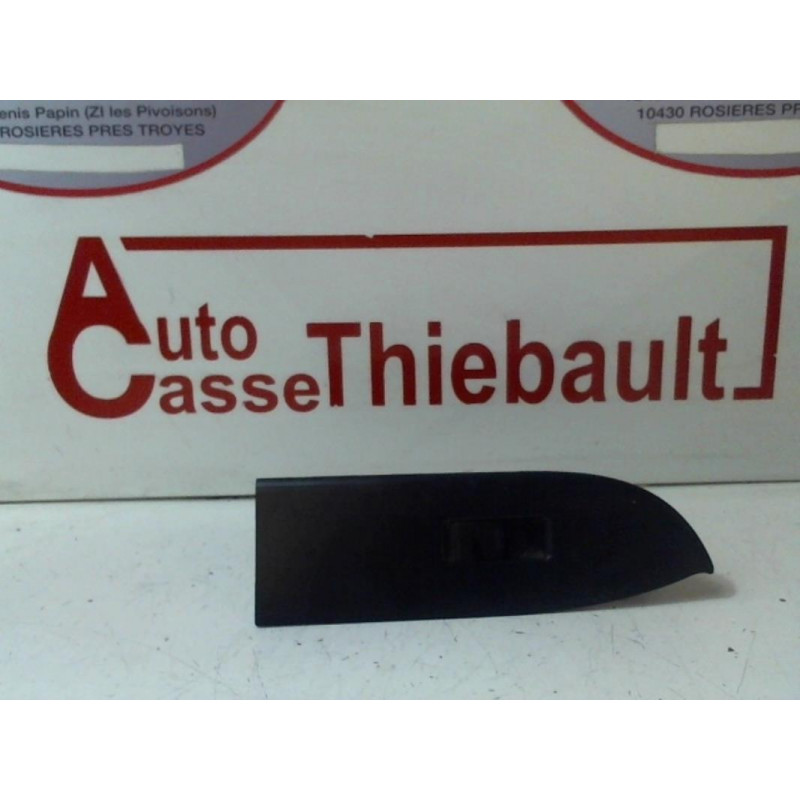 enis Papin (ZI les Pivoisons)
ROSIERES PRES TROYES
10430 ROSIERES PR
Auto
Casse Thiebault